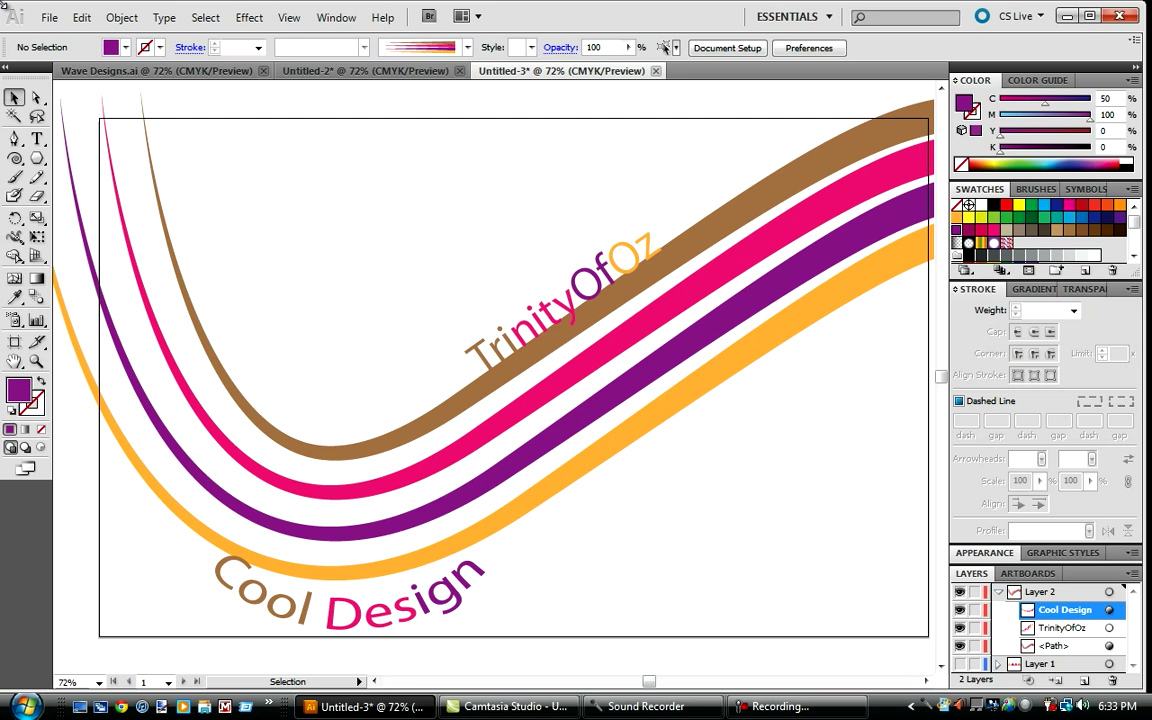 Ai File Edit Object Type Select Effect View Window Help Br ESSENTIALS CS Live
No Selection Stroke: Style: Opacity: 100 % Document Setup Preferences
Wave Designs.ai @ 72% (CMYK/Preview) Untitled-2* @ 72% (CMYK/Preview) Untitled-3* @ 72% (CMYK/Preview)
COLOR COLOR GUIDE
C 50 %
M 100 %
Y 0 %
K 0 %
SWATCHES BRUSHES SYMBOLS
STROKE GRADIENT TRANSPA
Weight:
Cap:
Corner: Limit: x
Align Stroke:
Dashed Line
dash gap dash gap dash gap
Arrowheads:
Scale: 100 % 100 %
Align:
Profile:
APPEARANCE GRAPHIC STYLES
LAYERS ARTBOARDS
Layer 2
Cool Design
TrinityOfOz
<Path>
Layer 1
2 Layers
TrinityOfOz
Cool Design
72% 1 Selection
Untitled-3* @ 72% (... Camtasia Studio - U... Sound Recorder Recording... 6:33 PM